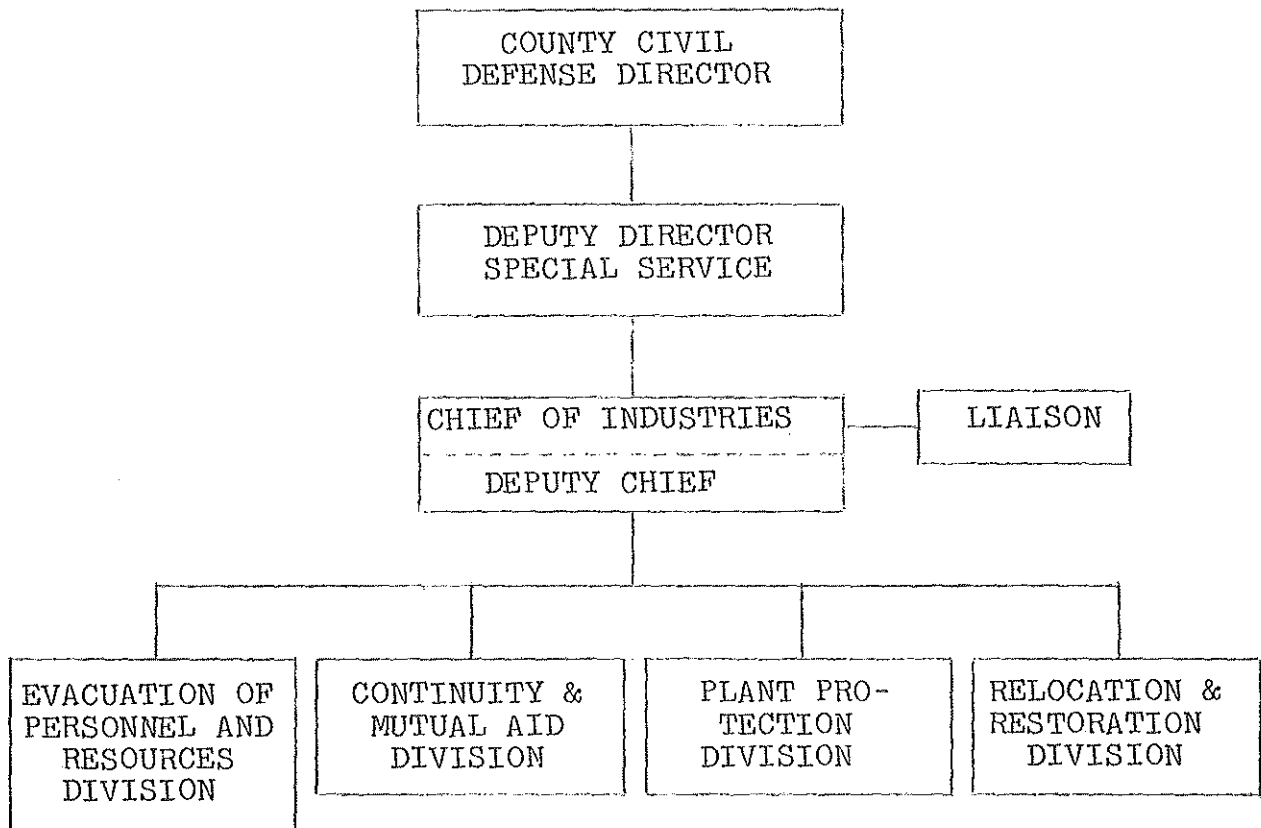 COUNTY CIVIL
DEFENSE DIRECTOR
DEPUTY DIRECTOR
SPECIAL SERVICE
CHIEF OF INDUSTRIES
LIAISON
DEPUTY CHIEF
EVACUATION OF
PERSONNEL AND
RESOURCES
DIVISION
CONTINUITY &
MUTUAL AID
DIVISION
PLANT PRO-
TECTION
DIVISION
RELOCATION &
RESTORATION
DIVISION